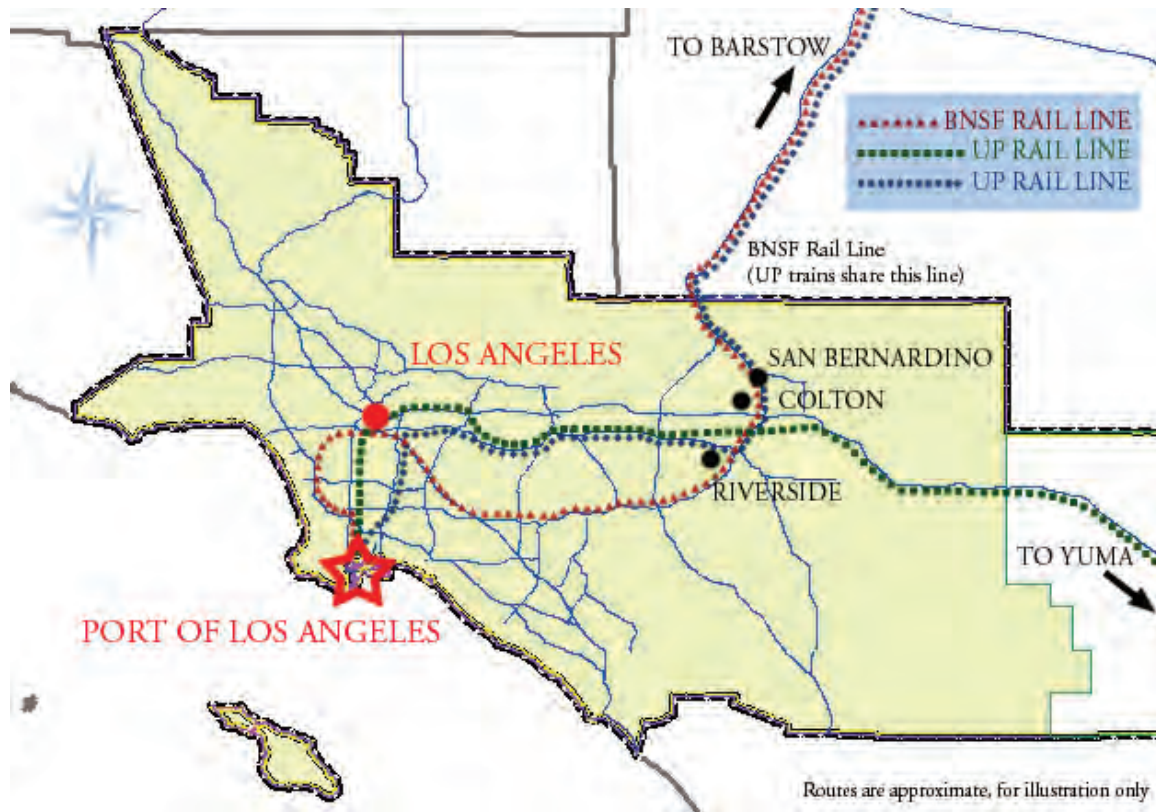 TO BARSTOW
BNSF RAIL LINE
UP RAIL LINE
UP RAIL LINE
BNSF Rail Line
(UP trains share this line)
LOS ANGELES
SAN BERNARDINO
COLTON
RIVERSIDE
TO YUMA
PORT OF LOS ANGELES
Routes are approximate, for illustration only